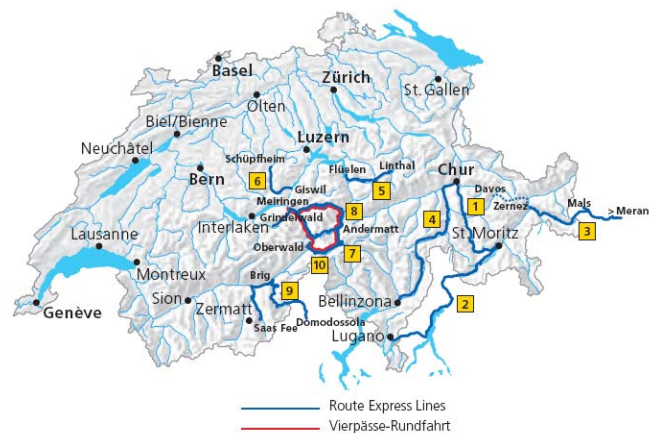 Basel
Zürich
St. Gallen
Olten
Biel/Bienne
Luzern
Neuchâtel
Schüpfheim
Flüelen
Linthal
Chur
Bern
6
Giswil
5
Davos
Meiringen
1
Zernez
Mals
> Meran
8
Grindelwald
4
Interlaken
Andermatt
3
Lausanne
Oberwald
St. Moritz
7
10
Montreux
Brig
9
2
Sion
Zermatt
Bellinzona
Genève
Saas Fee
Domodossola
Lugano
Route Express Lines
Vierpässe-Rundfahrt